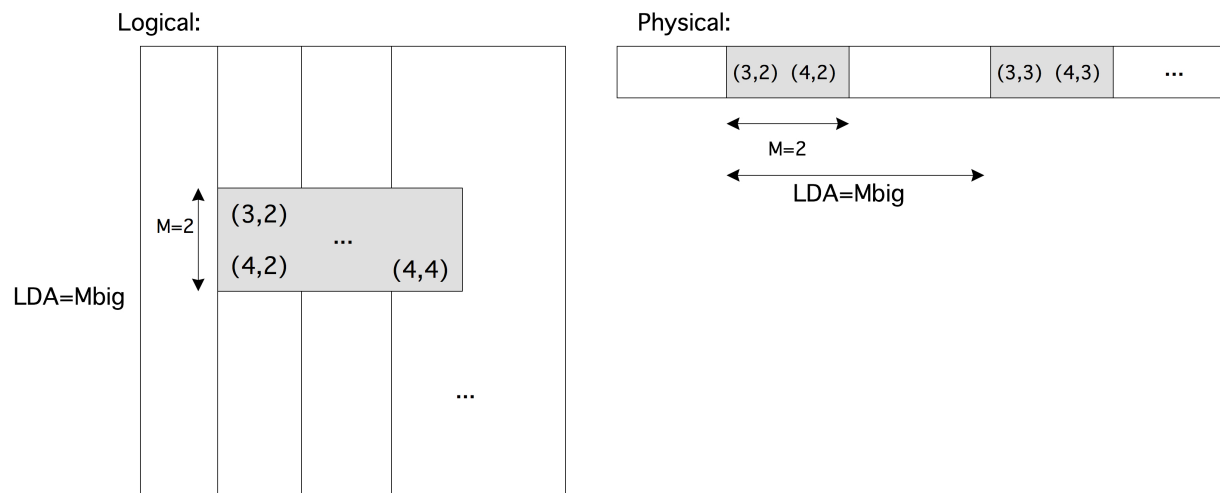 Logical:
M=2
(3,2)
...
(4,2)
(4,4)
LDA=Mbig
...
Physical:
(3,2) (4,2)
(3,3) (4,3)
...
M=2
LDA=Mbig